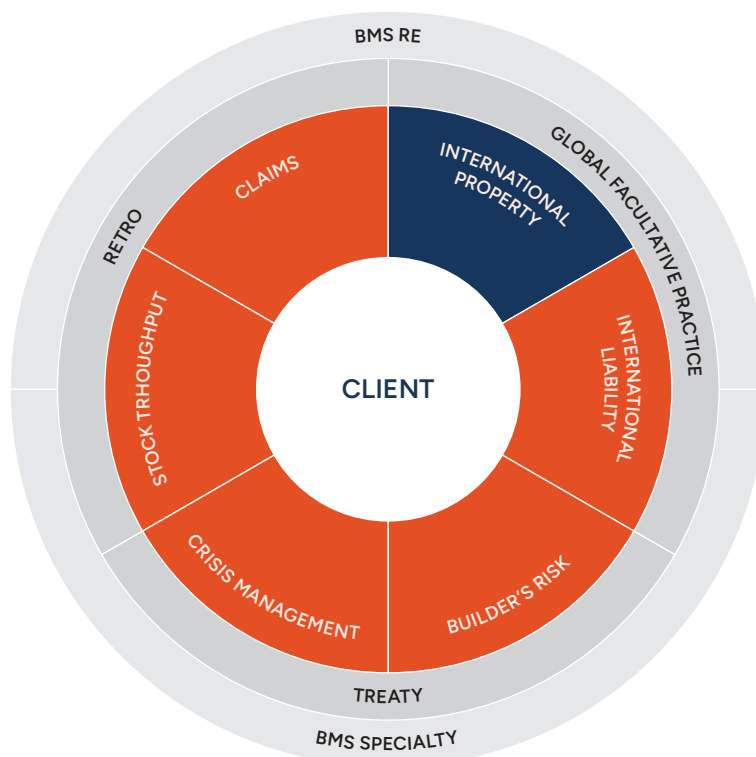 BMS RE
GLOBAL FACULTATIVE PRACTICE
RETRO
CLAIMS
INTERNATIONAL
PROPERTY
STOCK TRHOUGHPUT
CLIENT
INTERNATIONAL
LIABILITY
CRISIS MANAGEMENT
BUILDER'S RISK
TREATY
BMS SPECIALTY